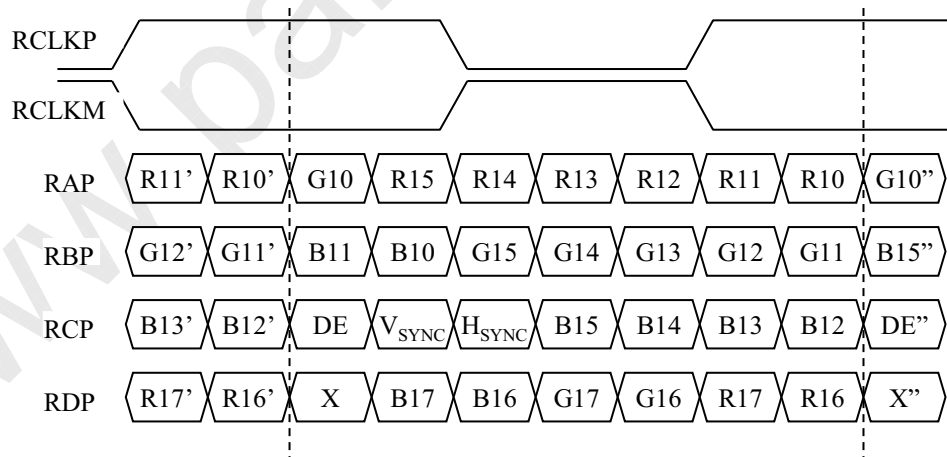 RCLKP
RCLKM
RAP R11’ R10’ G10 R15 R14 R13 R12 R11 R10 G10”
RBP G12’ G11’ B11 B10 G15 G14 G13 G12 G11 B15”
RCP B13’ B12’ DE VSYNC HSYNC B15 B14 B13 B12 DE”
RDP R17’ R16’ X B17 B16 G17 G16 R17 R16 X”
www.pa